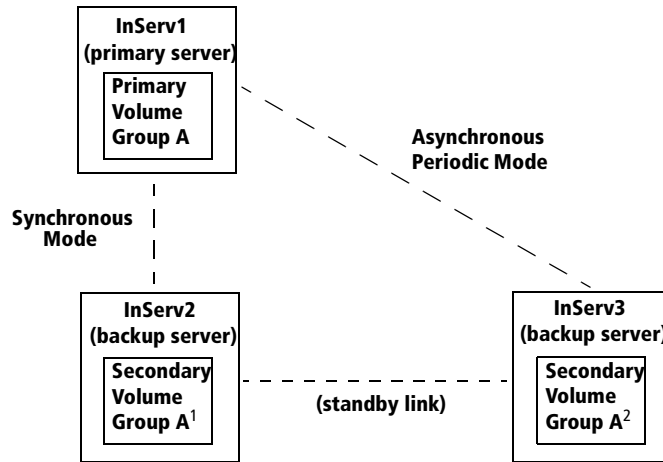 InServ1
(primary server)
Primary
Volume
Group A
Asynchronous
Periodic Mode
Synchronous
Mode
InServ2
(backup server)
Secondary
Volume
Group A¹
(standby link)
InServ3
(backup server)
Secondary
Volume
Group A²